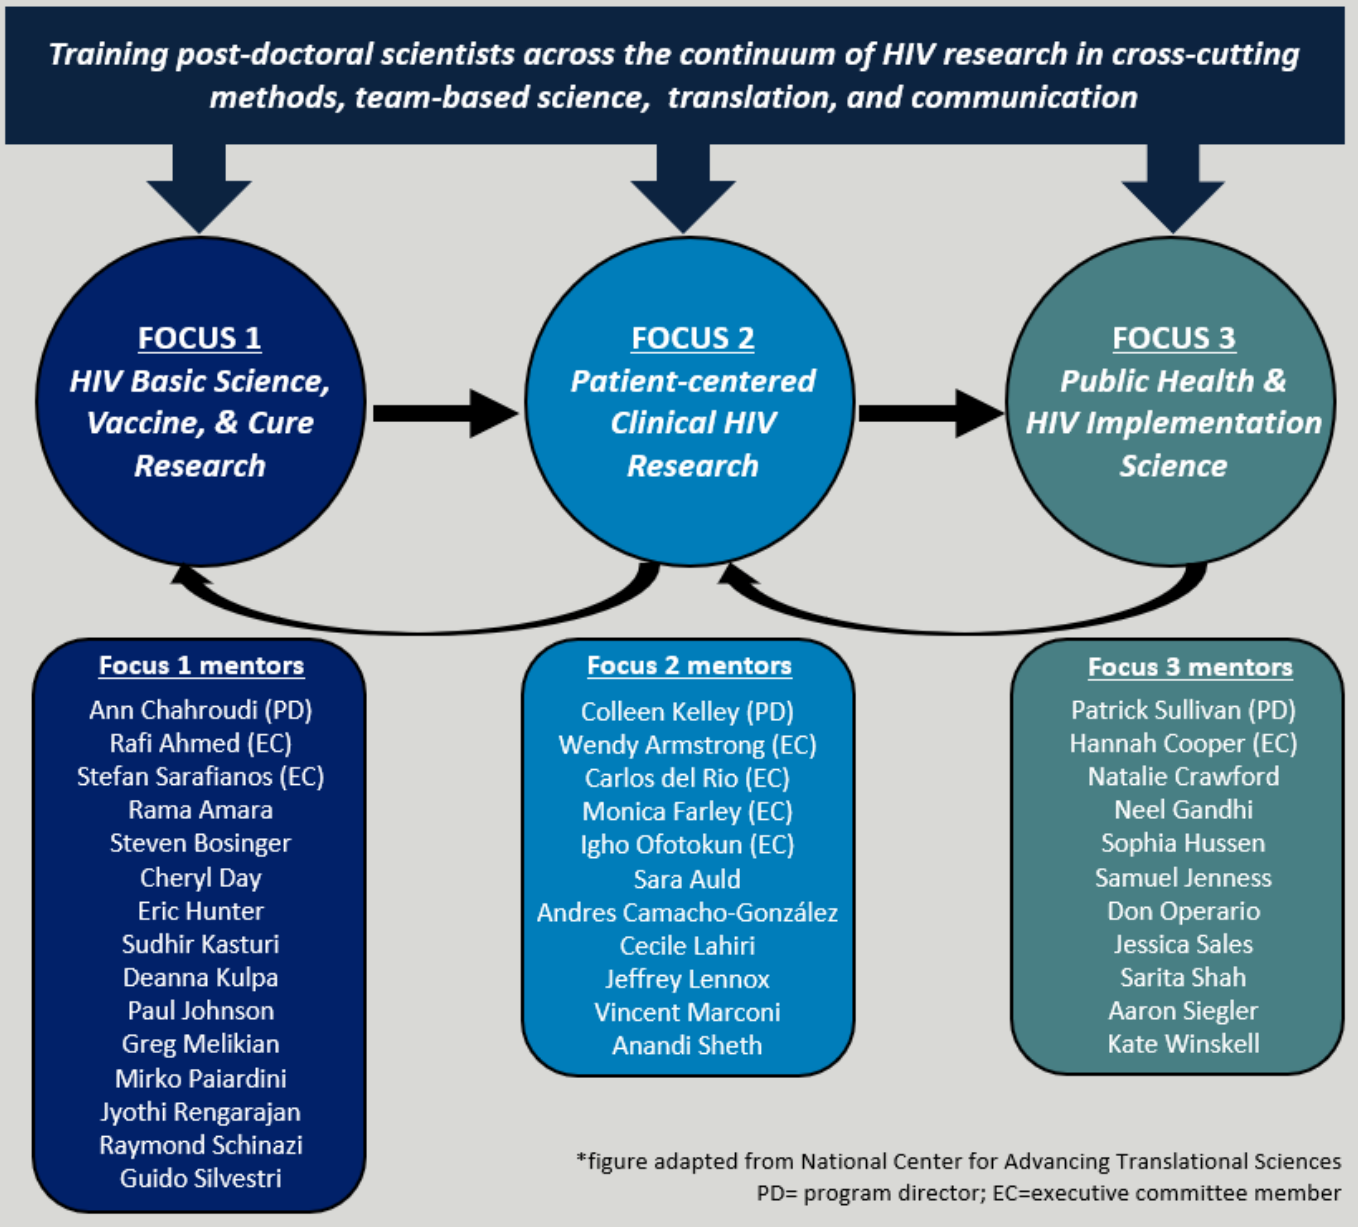 Training post-doctoral scientists across the continuum of HIV research in cross-cutting
methods, team-based science, translation, and communication
FOCUS 1
HIV Basic Science,
Vaccine, & Cure
Research
FOCUS 2
Patient-centered
Clinical HIV
Research
FOCUS 3
Public Health &
HIV Implementation
Science
Focus 1 mentors
Ann Chahroudi (PD)
Rafi Ahmed (EC)
Stefan Sarafianos (EC)
Rama Amara
Steven Bosinger
Cheryl Day
Eric Hunter
Sudhir Kasturi
Deanna Kulpa
Paul Johnson
Greg Melikian
Mirko Paiardini
Jyothi Rengarajan
Raymond Schinazi
Guido Silvestri
Focus 2 mentors
Colleen Kelley (PD)
Wendy Armstrong (EC)
Carlos del Rio (EC)
Monica Farley (EC)
Igho Ofotokun (EC)
Sara Auld
Andres Camacho-González
Cecile Lahiri
Jeffrey Lennox
Vincent Marconi
Anandi Sheth
Focus 3 mentors
Patrick Sullivan (PD)
Hannah Cooper (EC)
Natalie Crawford
Neel Gandhi
Sophia Hussen
Samuel Jenness
Don Operario
Jessica Sales
Sarita Shah
Aaron Siegler
Kate Winskell
*figure adapted from National Center for Advancing Translational Sciences
PD= program director; EC=executive committee member